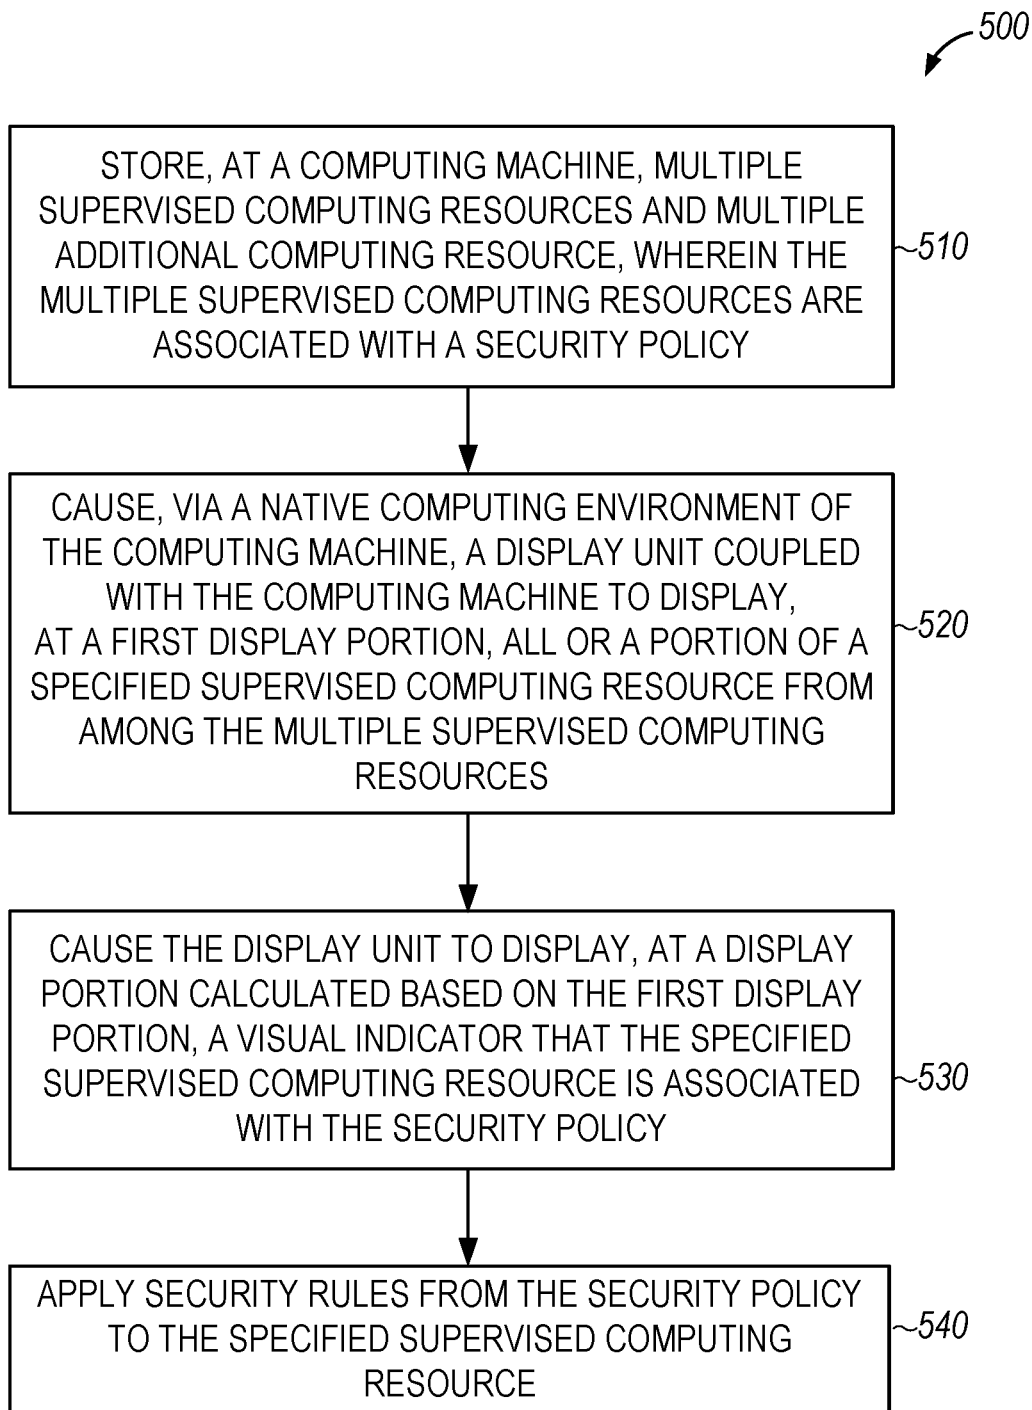 500
STORE, AT A COMPUTING MACHINE, MULTIPLE
SUPERVISED COMPUTING RESOURCES AND MULTIPLE
ADDITIONAL COMPUTING RESOURCE, WHEREIN THE
MULTIPLE SUPERVISED COMPUTING RESOURCES ARE
ASSOCIATED WITH A SECURITY POLICY
510
CAUSE, VIA A NATIVE COMPUTING ENVIRONMENT OF
THE COMPUTING MACHINE, A DISPLAY UNIT COUPLED
WITH THE COMPUTING MACHINE TO DISPLAY,
AT A FIRST DISPLAY PORTION, ALL OR A PORTION OF A
SPECIFIED SUPERVISED COMPUTING RESOURCE FROM
AMONG THE MULTIPLE SUPERVISED COMPUTING
RESOURCES
520
CAUSE THE DISPLAY UNIT TO DISPLAY, AT A DISPLAY
PORTION CALCULATED BASED ON THE FIRST DISPLAY
PORTION, A VISUAL INDICATOR THAT THE SPECIFIED
SUPERVISED COMPUTING RESOURCE IS ASSOCIATED
WITH THE SECURITY POLICY
530
APPLY SECURITY RULES FROM THE SECURITY POLICY
TO THE SPECIFIED SUPERVISED COMPUTING
RESOURCE
540